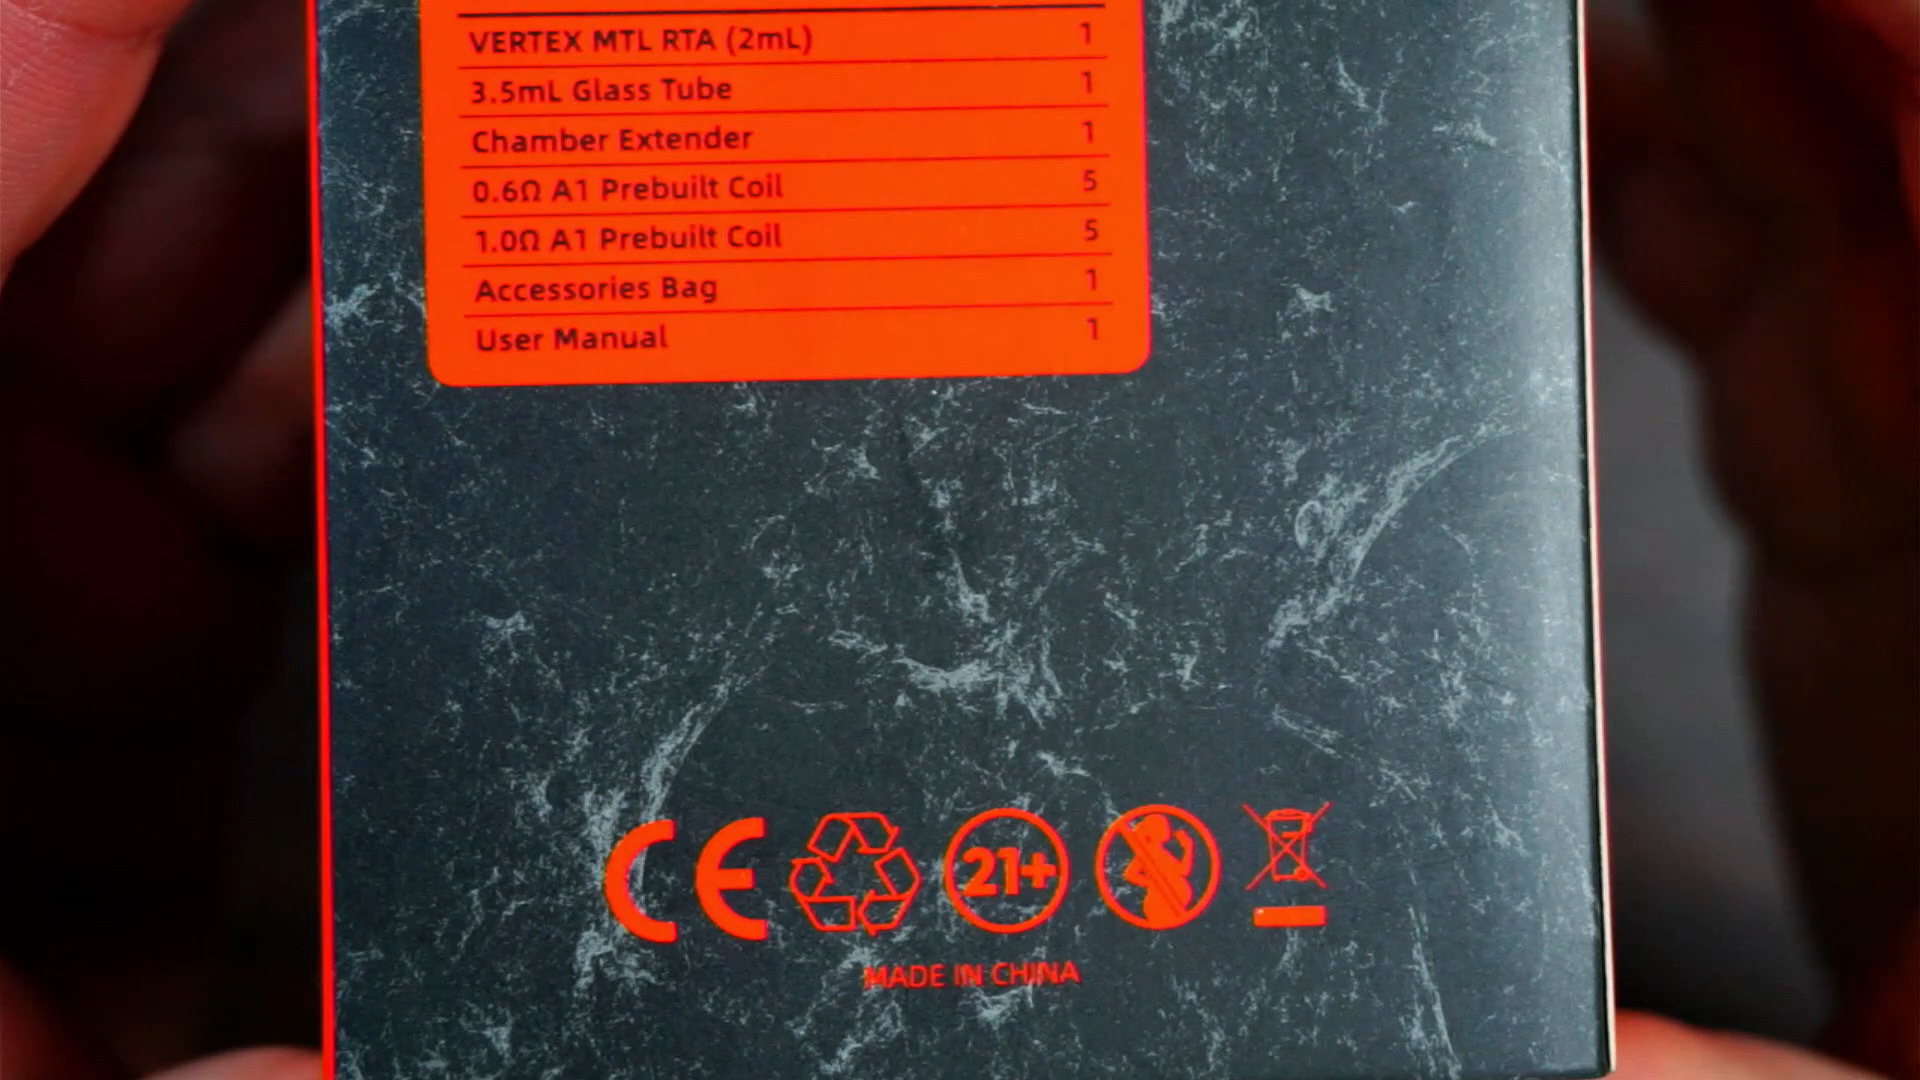 VERTEX MTL RTA (2mL) 1
3.5mL Glass Tube 1
Chamber Extender 1
0.6Ω A1 Prebuilt Coil 5
1.0Ω A1 Prebuilt Coil 5
Accessories Bag 1
User Manual 1
CE 21+
MADE IN CHINA